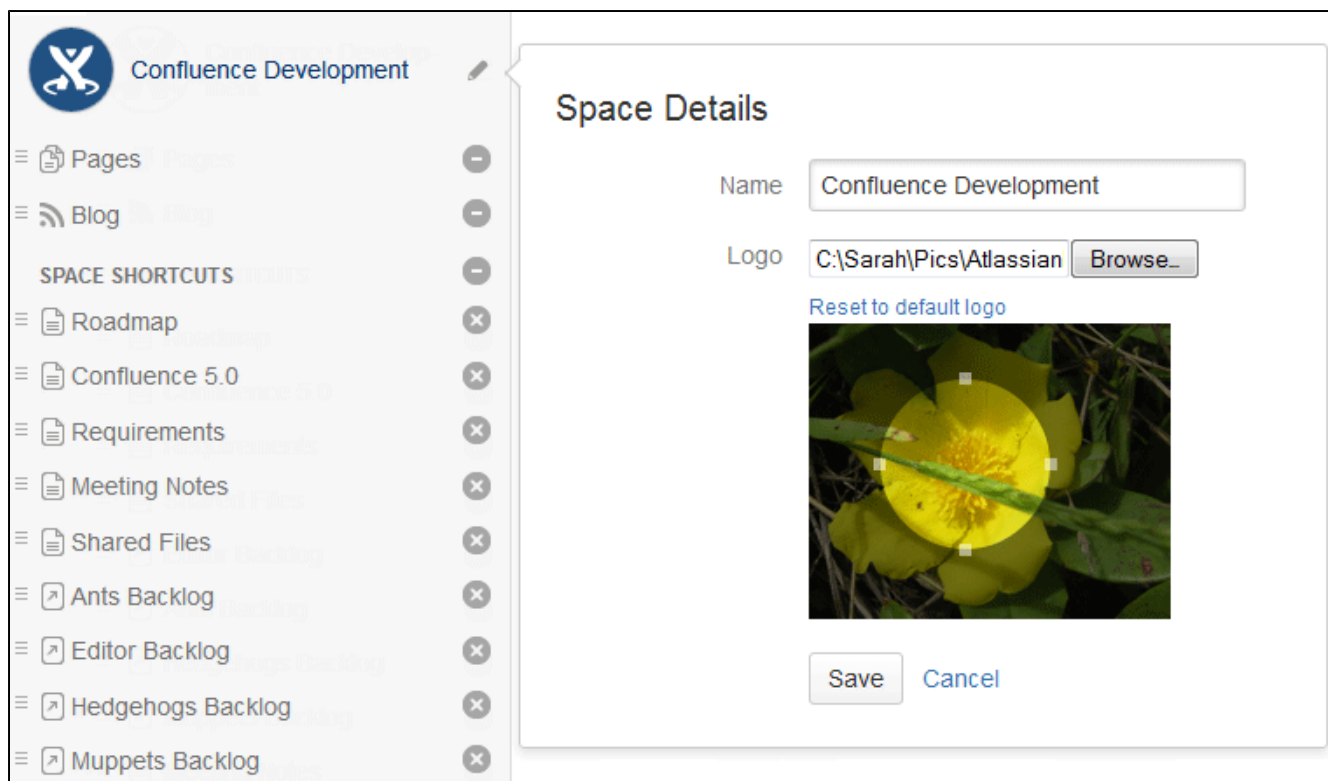 Confluence Development
Pages
Blog
SPACE SHORTCUTS
Roadmap
Confluence 5.0
Requirements
Meeting Notes
Shared Files
Ants Backlog
Editor Backlog
Hedgehogs Backlog
Muppets Backlog
Space Details
Name Confluence Development
Logo C:\Sarah\Pics\Atlassian Browse...
Reset to default logo
Save Cancel